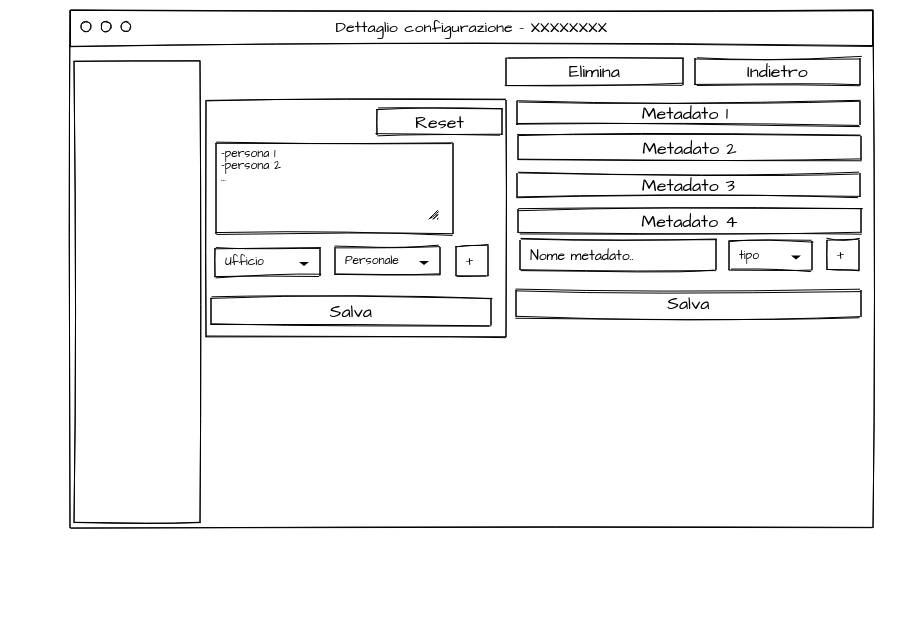 Dettaglio configurazione - XXXXXXXX
Elimina
Indietro
Reset
-persona 1
-persona 2
...
Ufficio
Personale
+
Salva
Metadato 1
Metadato 2
Metadato 3
Metadato 4
Nome metadato..
tipo
+
Salva